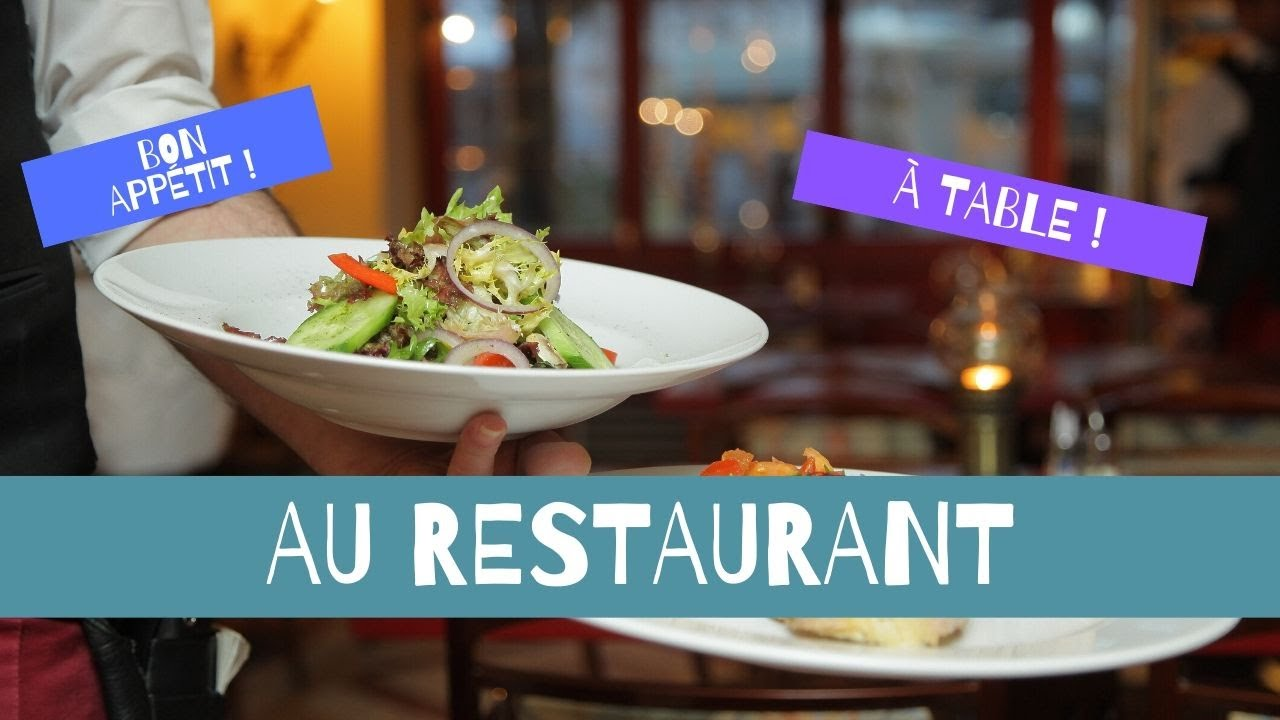 BON
APPÉTIT !
À TABLE !
AU RESTAURANT